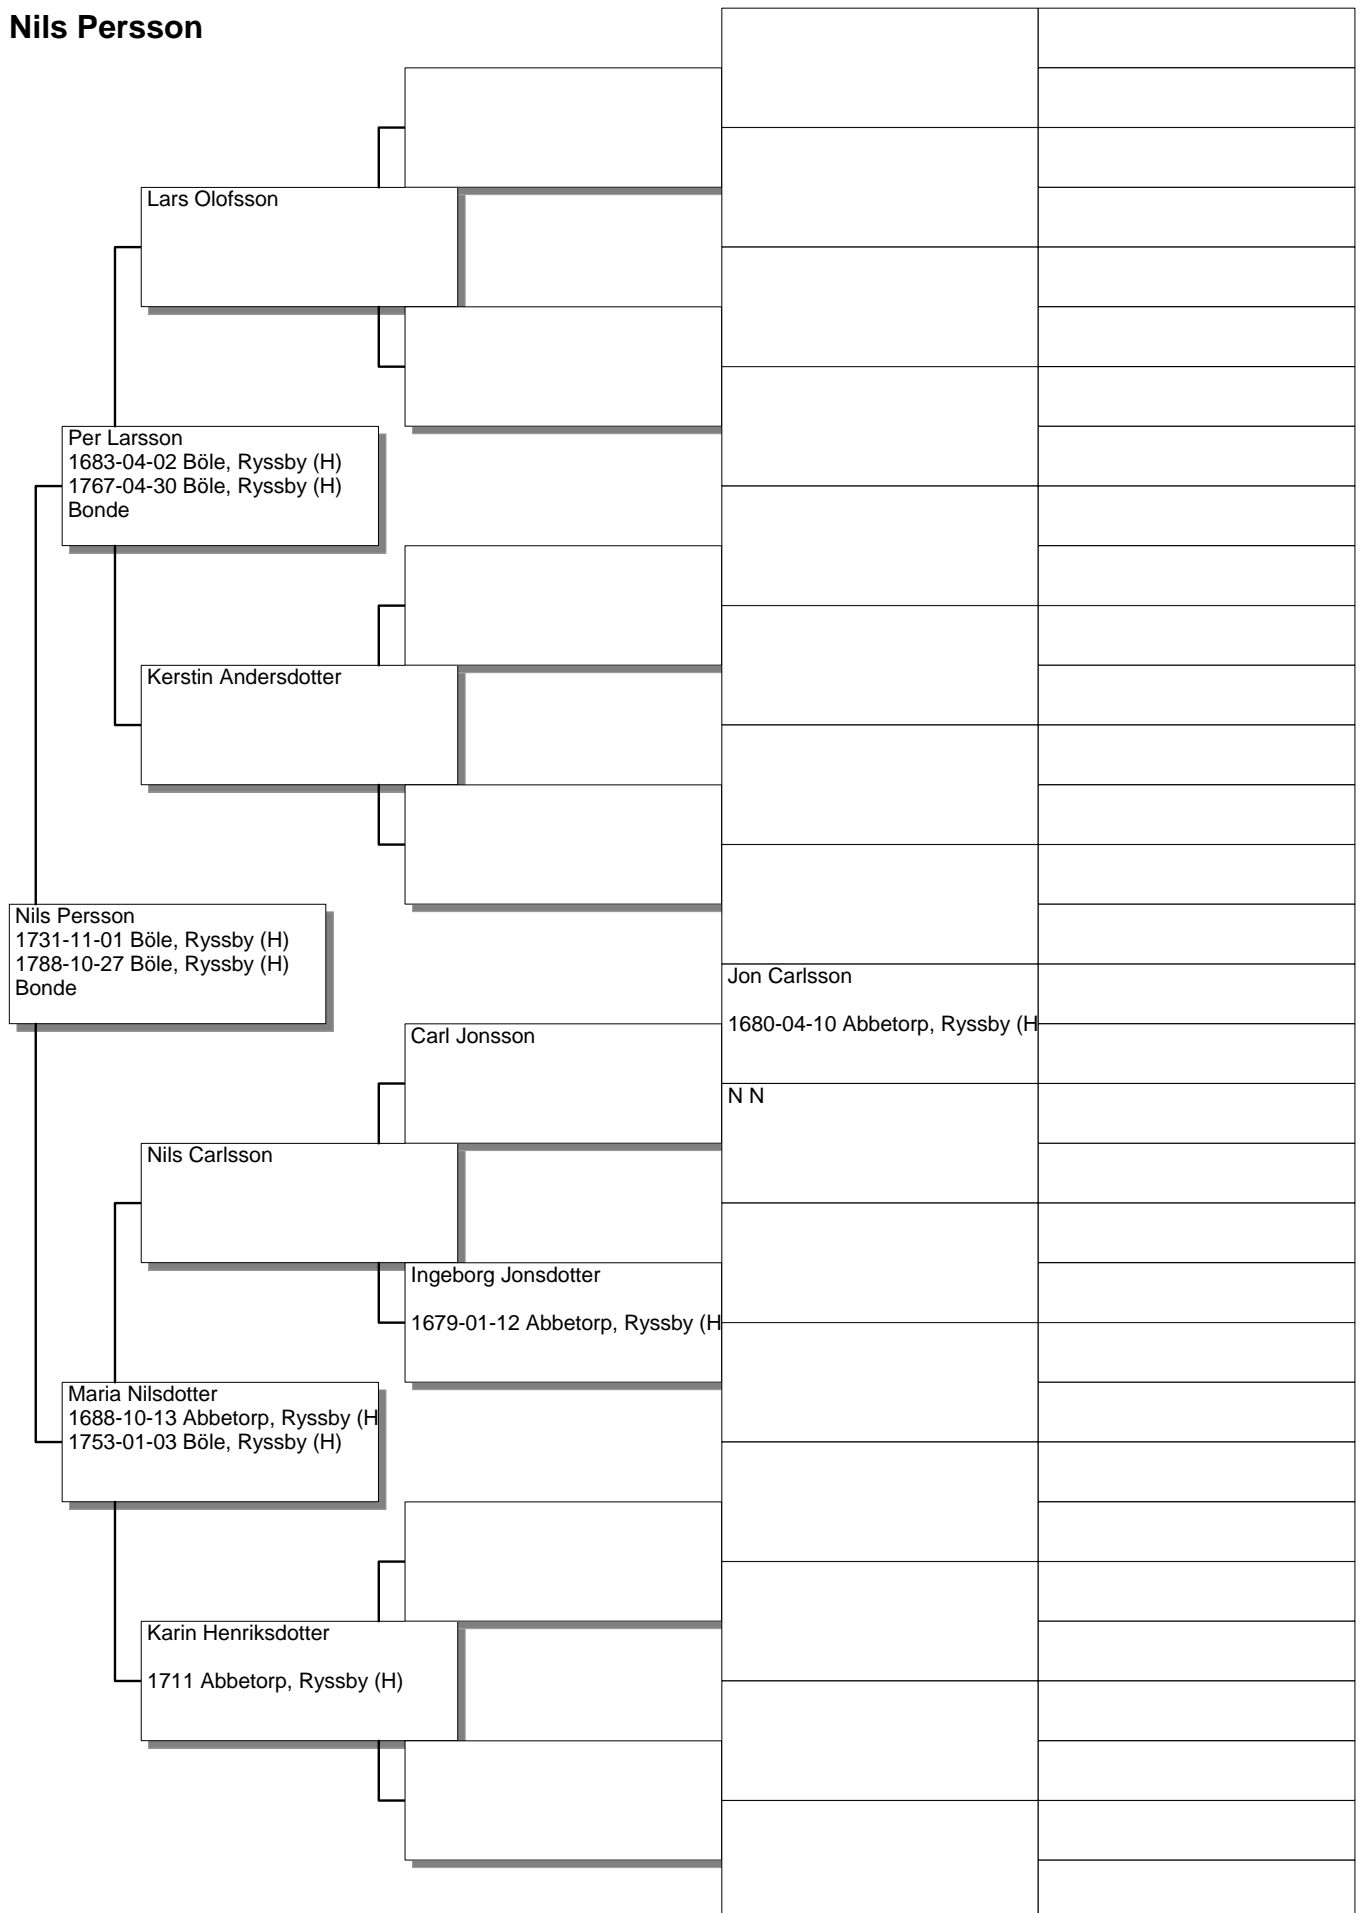 Nils Persson
Lars Olofsson
Per Larsson
1683-04-02 Böle, Ryssby (H)
1767-04-30 Böle, Ryssby (H)
Bonde
Kerstin Andersdotter
Nils Persson
1731-11-01 Böle, Ryssby (H)
1788-10-27 Böle, Ryssby (H)
Bonde
Jon Carlsson
1680-04-10 Abbetorp, Ryssby (H
Carl Jonsson
N N
Nils Carlsson
Ingeborg Jonsdotter
1679-01-12 Abbetorp, Ryssby (H
Maria Nilsdotter
1688-10-13 Abbetorp, Ryssby (H
1753-01-03 Böle, Ryssby (H)
Karin Henriksdotter
1711 Abbetorp, Ryssby (H)